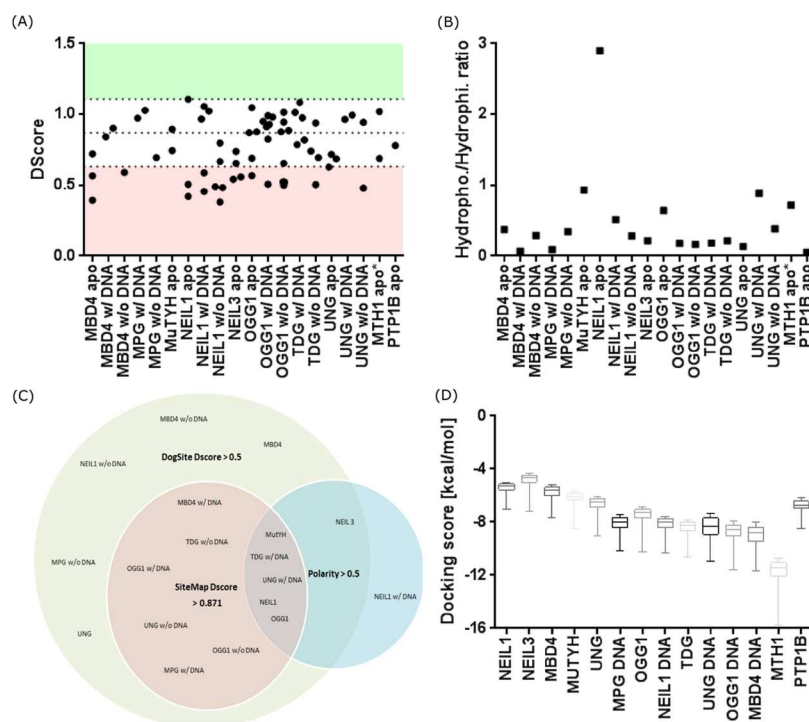 (A)
DScore
1.5
1.0
0.5
0.0
MBD4 apo
MBD4 w/ DNA
MBD4 w/o DNA
MPG w/ DNA
MPG w/o DNA
MuTYH apo
NEIL1 apo
NEIL1 w/ DNA
NEIL1 w/o DNA
NEIL3 apo
OGG1 apo
OGG1 w/ DNA
OGG1 w/o DNA
TDG w/ DNA
TDG w/o DNA
UNG apo
UNG w/ DNA
UNG w/o DNA
MTH1 apo*
PTP1B apo
(B)
Hydropho./Hydrophi. ratio
3
2
1
0
MBD4 apo
MBD4 w/ DNA
MBD4 w/o DNA
MPG w/ DNA
MPG w/o DNA
MuTYH apo
NEIL1 apo
NEIL1 w/ DNA
NEIL1 w/o DNA
NEIL3 apo
OGG1 apo
OGG1 w/ DNA
OGG1 w/o DNA
TDG w/ DNA
TDG w/o DNA
UNG apo
UNG w/ DNA
UNG w/o DNA
MTH1 apo*
PTP1B apo
(C)
MBD4 w/o DNA
MBD4
DogSite Dscore > 0.5
NEIL1 w/o DNA
MBD4 w/ DNA
NEIL 3
MutYH
TDG w/o DNA
TDG w/ DNA
MPG w/o DNA
OGG1 w/ DNA
Polarity > 0.5
UNG w/ DNA
SiteMap Dscore
> 0.871
NEIL1
NEIL1 w/ DNA
OGG1
UNG w/o DNA
UNG
OGG1 w/o DNA
MPG w/ DNA
(D)
Docking score [kcal/mol]
-0
-4
-8
-12
-16
NEIL1
NEIL3
MBD4
MUTYH
UNG
MPG DNA
OGG1
NEIL1 DNA
TDG
UNG DNA
OGG1 DNA
MBD4 DNA
MTH1
PTP1B